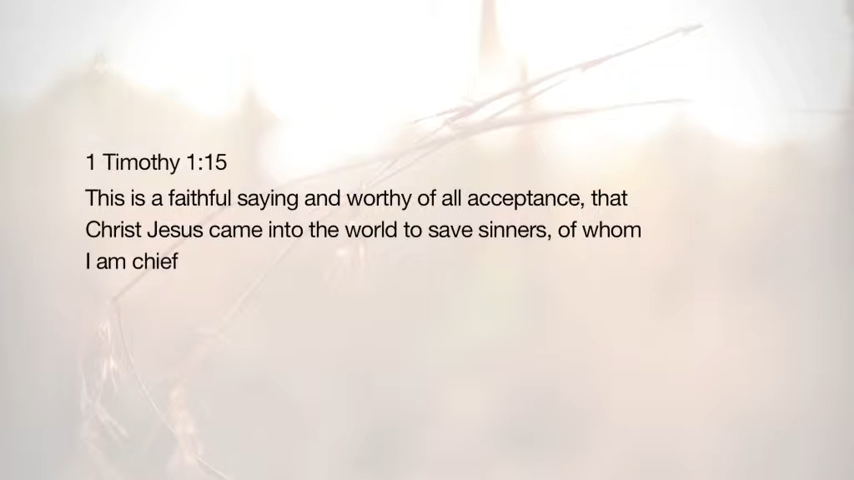 1 Timothy 1:15
This is a faithful saying and worthy of all acceptance, that
Christ Jesus came into the world to save sinners, of whom
I am chief